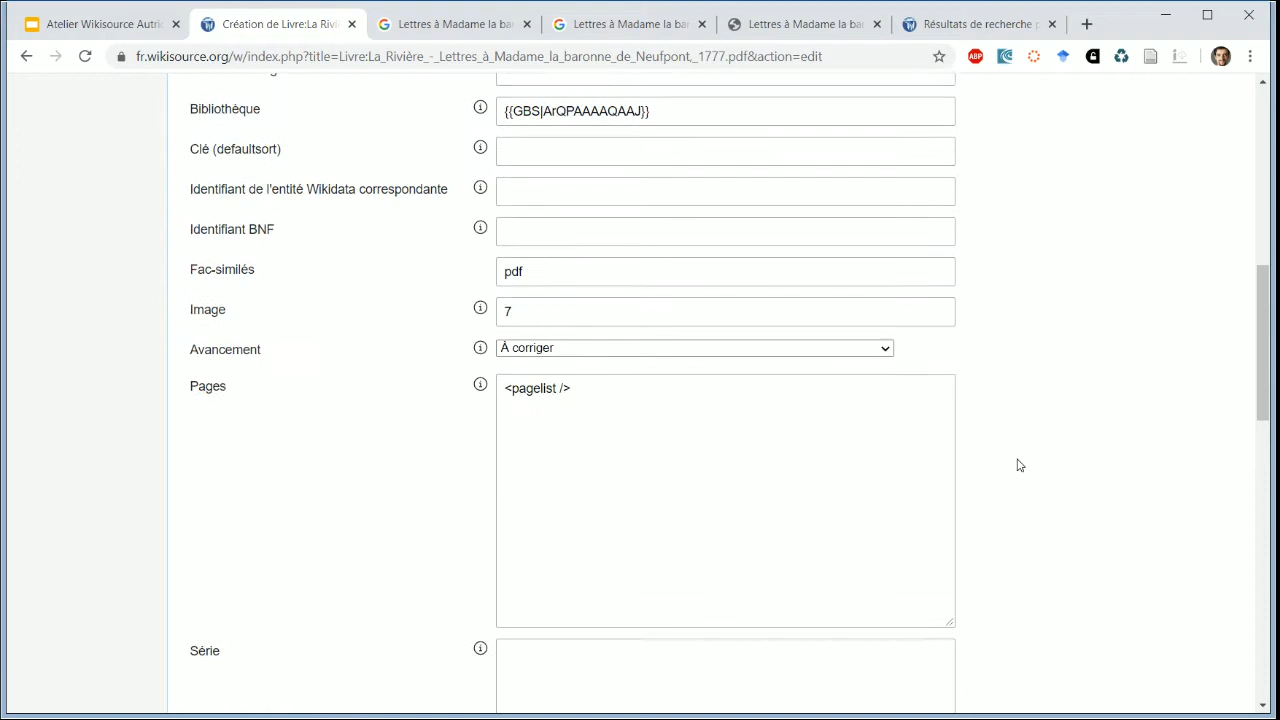 Atelier Wikisource Autri
Création de Livre:La Rivi
Lettres à Madame la ba
Lettres à Madame la ba
Lettres à Madame la ba
Résultats de recherche p
fr.wikisource.org/w/index.php?title=Livre:La_Rivière_-_Lettres_à_Madame_la_baronne_de_Neufpont,_1777.pdf&action=edit
ABP
Bibliothèque
{{GBS|ArQPAAAAQAAJ}}
Clé (defaultsort)
Identifiant de l'entité Wikidata correspondante
Identifiant BNF
Fac-similés
pdf
Image
7
Avancement
À corriger
Pages
<pagelist />
Série